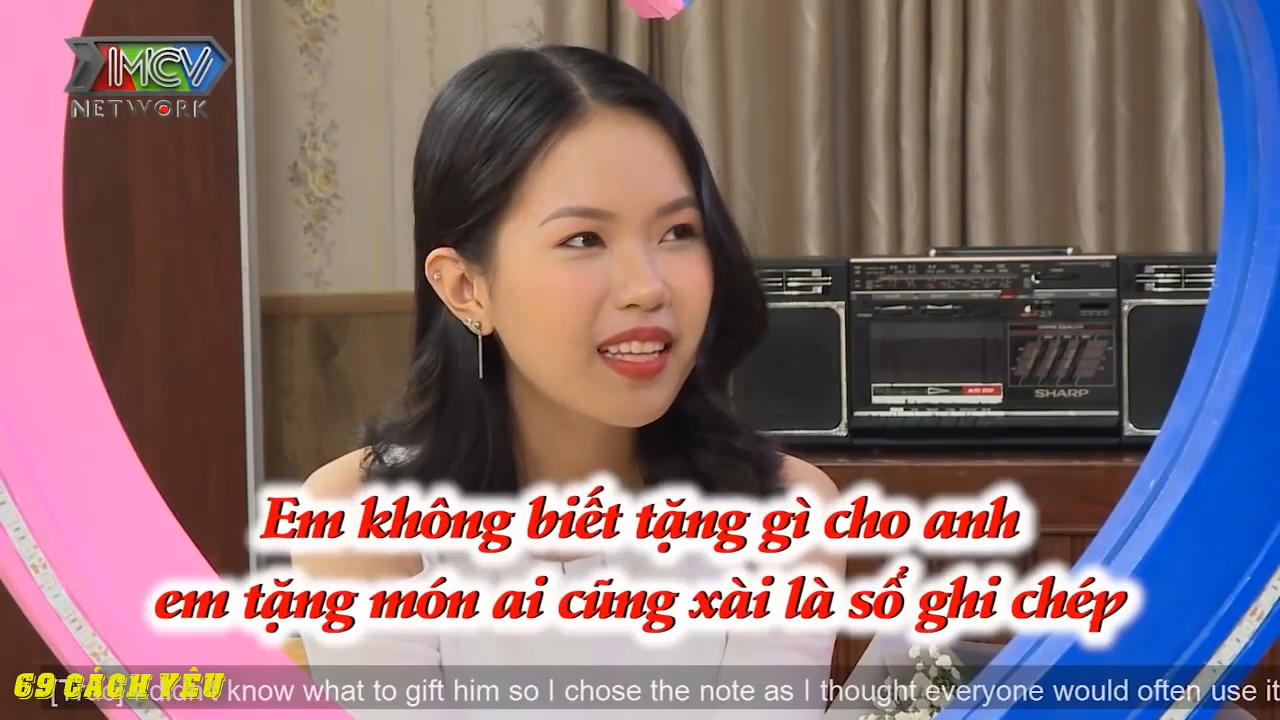 MCV
NETWORK
AUTO STOP
SHARP
Em không biết tặng gì cho anh
em tặng món ai cũng xài là sổ ghi chép
69 CÁCH YÊU
know what to gift him so I chose the note as I thought everyone would often use it